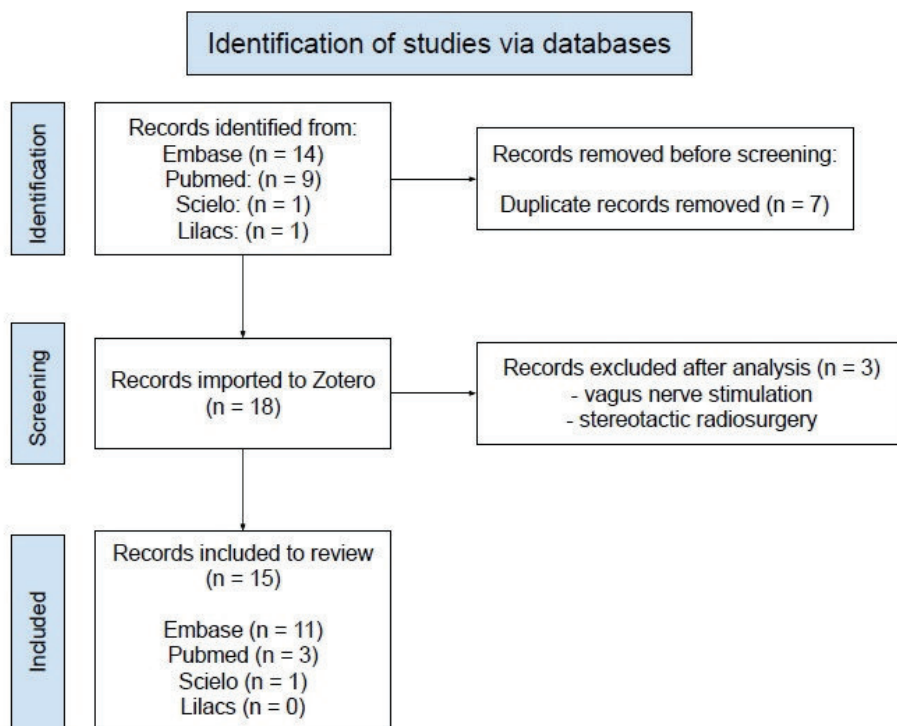 Identification of studies via databases
Identification
Records identified from:
Embase (n = 14)
Pubmed: (n = 9)
Scielo: (n = 1)
Lilacs: (n = 1)
Records removed before screening:
Duplicate records removed (n = 7)
Screening
Records imported to Zotero
(n = 18)
Records excluded after analysis (n = 3)
- vagus nerve stimulation
- stereotactic radiosurgery
Included
Records included to review
(n = 15)
Embase (n = 11)
Pubmed (n = 3)
Scielo (n = 1)
Lilacs (n = 0)